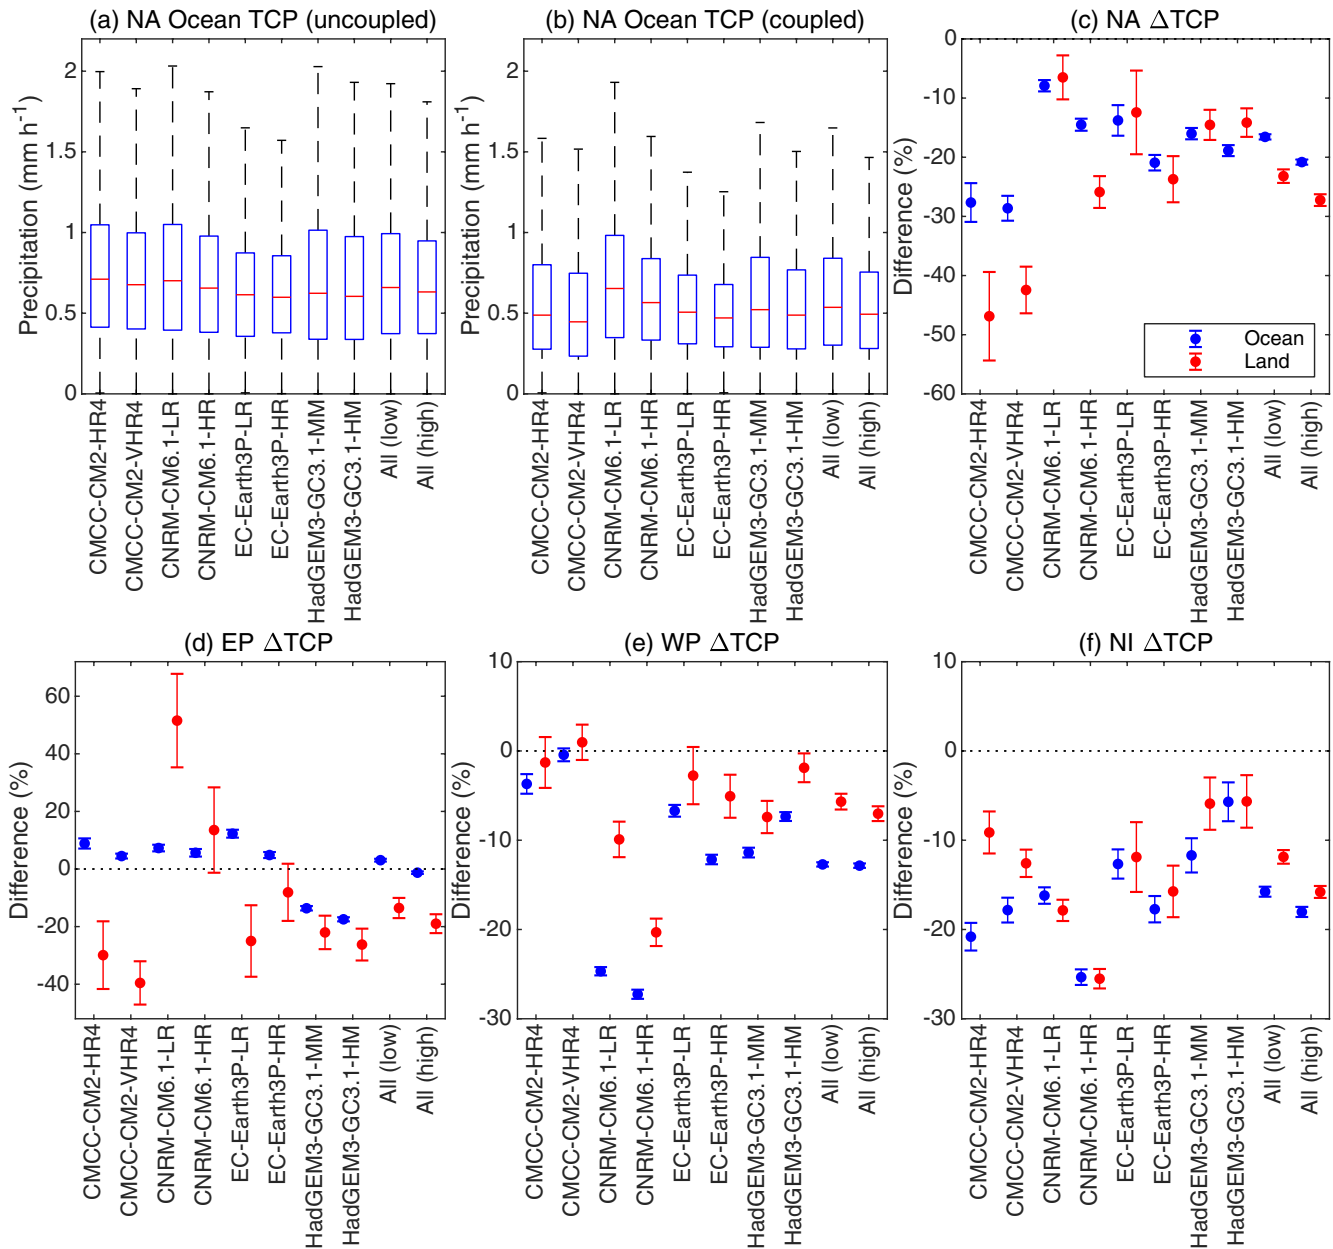 (a) NA Ocean TCP (uncoupled)
Precipitation (mm h⁻¹)
2
1.5
1
0.5
0
CMCC-CM2-HR4
CMCC-CM2-VHR4
CNRM-CM6.1-LR
CNRM-CM6.1-HR
EC-Earth3P-LR
EC-Earth3P-HR
HadGEM3-GC3.1-MM
HadGEM3-GC3.1-HM
All (low)
All (high)
(b) NA Ocean TCP (coupled)
Precipitation (mm h⁻¹)
2
1.5
1
0.5
0
CMCC-CM2-HR4
CMCC-CM2-VHR4
CNRM-CM6.1-LR
CNRM-CM6.1-HR
EC-Earth3P-LR
EC-Earth3P-HR
HadGEM3-GC3.1-MM
HadGEM3-GC3.1-HM
All (low)
All (high)
(c) NA ΔTCP
Difference (%)
0
-10
-20
-30
-40
-50
-60
Ocean
Land
CMCC-CM2-HR4
CMCC-CM2-VHR4
CNRM-CM6.1-LR
CNRM-CM6.1-HR
EC-Earth3P-LR
EC-Earth3P-HR
HadGEM3-GC3.1-MM
HadGEM3-GC3.1-HM
All (low)
All (high)
(d) EP ΔTCP
Difference (%)
60
40
20
0
-20
-40
CMCC-CM2-HR4
CMCC-CM2-VHR4
CNRM-CM6.1-LR
CNRM-CM6.1-HR
EC-Earth3P-LR
EC-Earth3P-HR
HadGEM3-GC3.1-MM
HadGEM3-GC3.1-HM
All (low)
All (high)
(e) WP ΔTCP
Difference (%)
10
0
-10
-20
-30
CMCC-CM2-HR4
CMCC-CM2-VHR4
CNRM-CM6.1-LR
CNRM-CM6.1-HR
EC-Earth3P-LR
EC-Earth3P-HR
HadGEM3-GC3.1-MM
HadGEM3-GC3.1-HM
All (low)
All (high)
(f) NI ΔTCP
Difference (%)
10
0
-10
-20
-30
CMCC-CM2-HR4
CMCC-CM2-VHR4
CNRM-CM6.1-LR
CNRM-CM6.1-HR
EC-Earth3P-LR
EC-Earth3P-HR
HadGEM3-GC3.1-MM
HadGEM3-GC3.1-HM
All (low)
All (high)